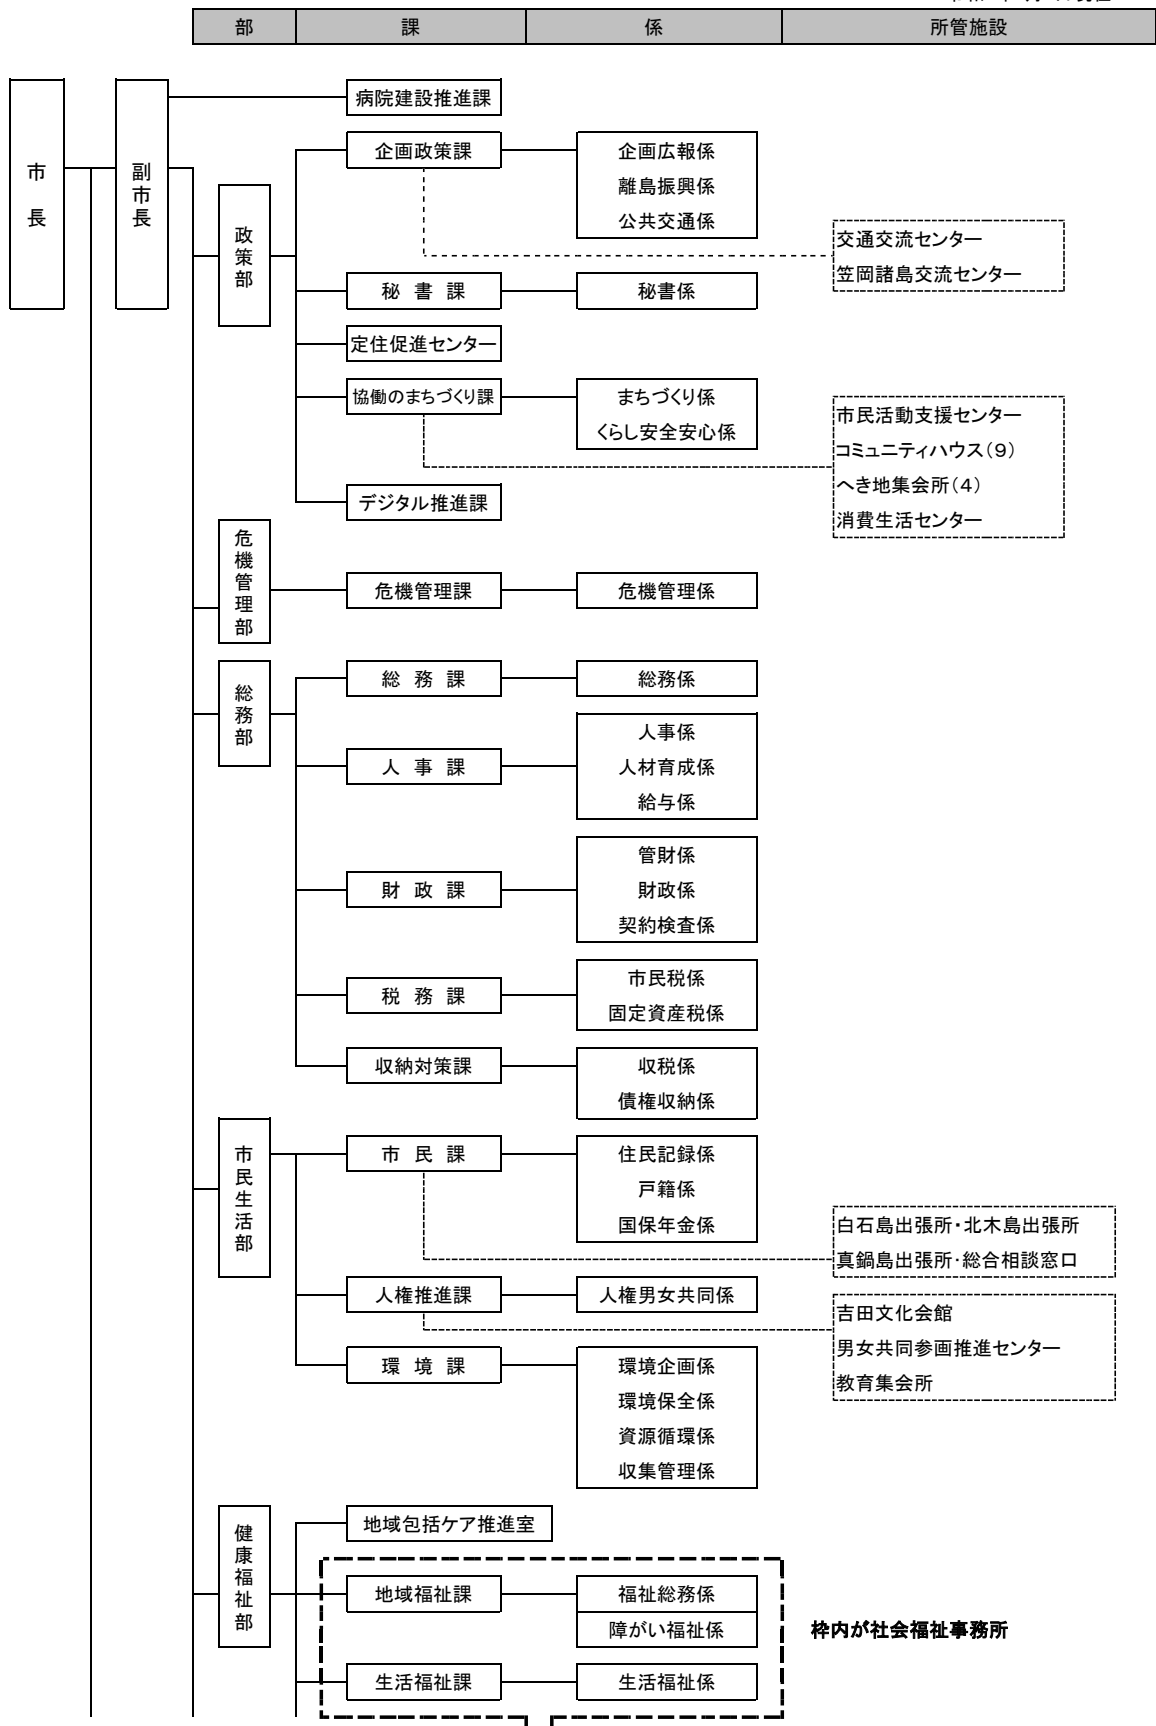 部 課 係 所管施設
市長
副市長
病院建設推進課
政策部
企画政策課
企画広報係
離島振興係
公共交通係
交通交流センター
笠岡諸島交流センター
秘書課
秘書係
定住促進センター
協働のまちづくり課
まちづくり係
くらし安全安心係
市民活動支援センター
コミュニティハウス(9)
へき地集会所(4)
消費生活センター
デジタル推進課
危機管理部
危機管理課
危機管理係
総務部
総務課
総務係
人事課
人事係
人材育成係
給与係
財政課
管財係
財政係
契約検査係
税務課
市民税係
固定資産税係
収納対策課
収税係
債権収納係
市民生活部
市民課
住民記録係
戸籍係
国保年金係
白石島出張所・北木島出張所
真鍋島出張所・総合相談窓口
人権推進課
人権男女共同係
吉田文化会館
男女共同参画推進センター
教育集会所
環境課
環境企画係
環境保全係
資源循環係
収集管理係
健康福祉部
地域包括ケア推進室
地域福祉課
福祉総務係
障がい福祉係
枠内が社会福祉事務所
生活福祉課
生活福祉係